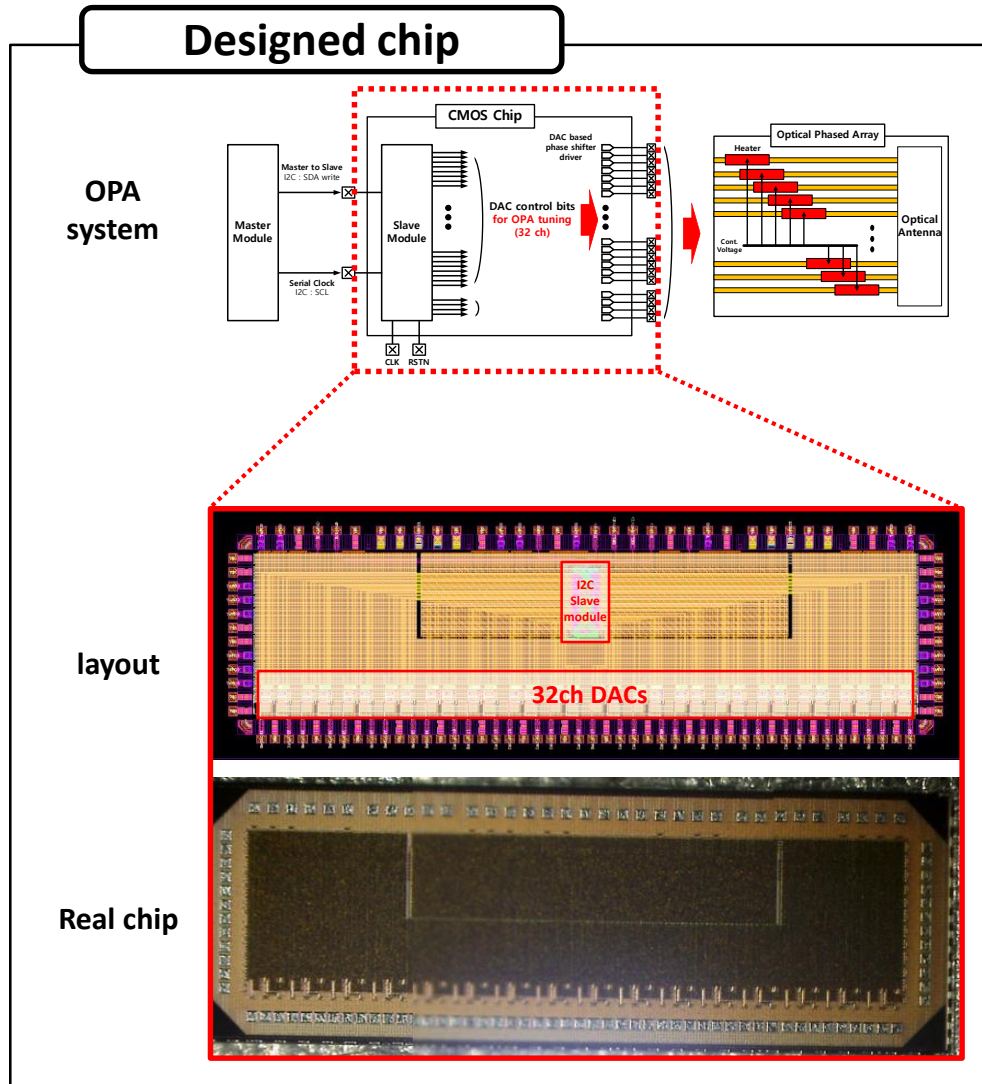 Designed chip
OPA
system
CMOS Chip
Master
Module
Master to Slave
I2C : SDA write
Serial Clock
I2C : SCL
Slave
Module
CLK
RSTN
DAC control bits
for OPA tuning
(32 ch)
DAC based
phase shifter
driver
Optical Phased Array
Heater
Cont.
Voltage
Optical
Antenna
layout
I2C
Slave
module
32ch DACs
Real chip